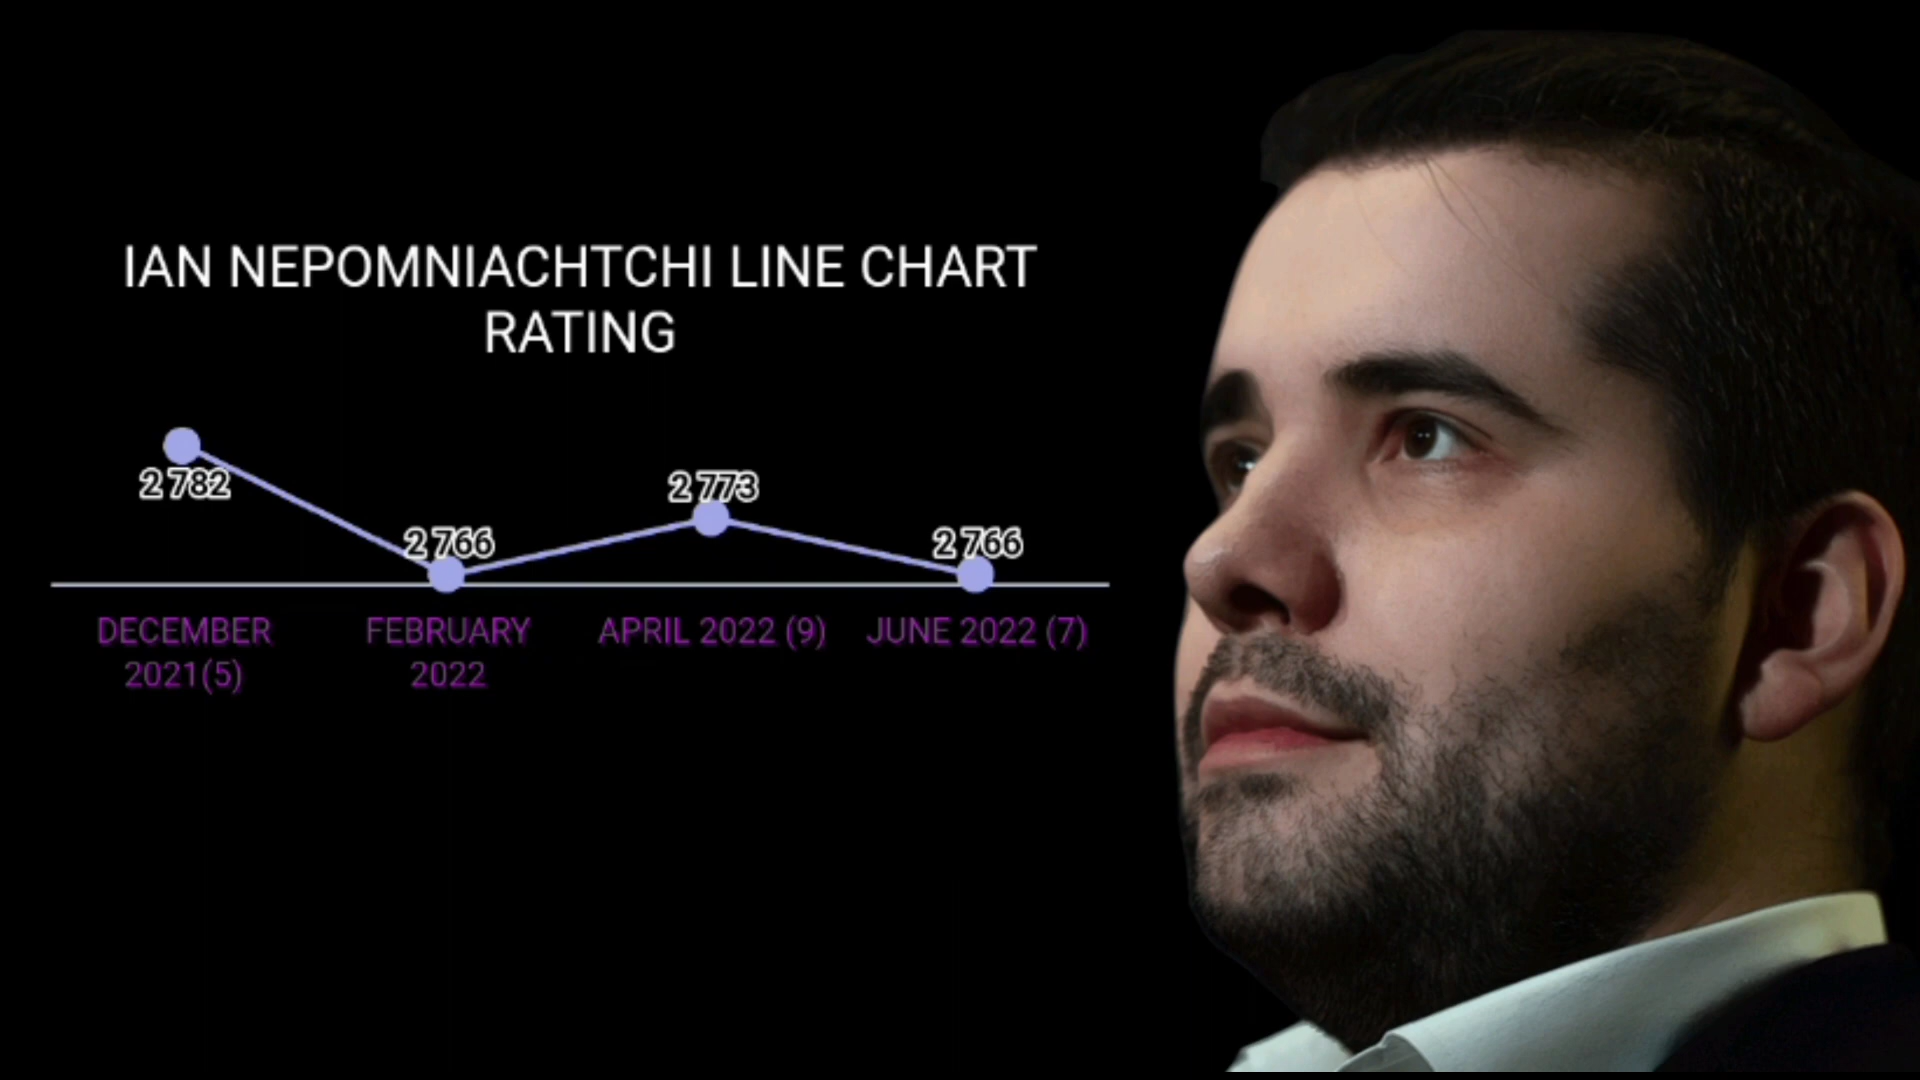 IAN NEPOMNIACHTCHI LINE CHART
RATING
2 782
2 766
2 773
2 766
DECEMBER
2021(5)
FEBRUARY
2022
APRIL 2022 (9)
JUNE 2022 (7)